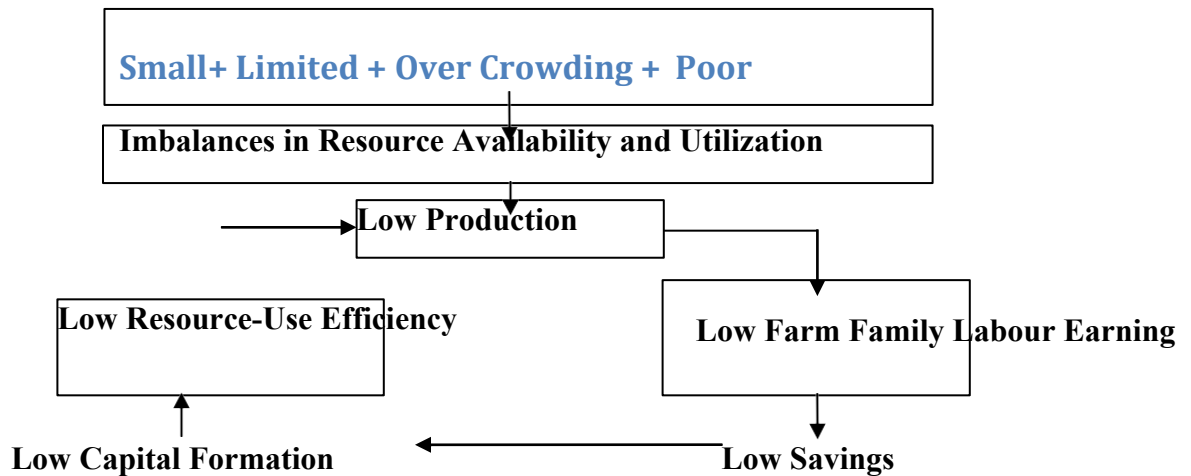 Small+ Limited + Over Crowding + Poor
Imbalances in Resource Availability and Utilization
Low Production
Low Resource-Use Efficiency
Low Farm Family Labour Earning
Low Capital Formation
Low Savings